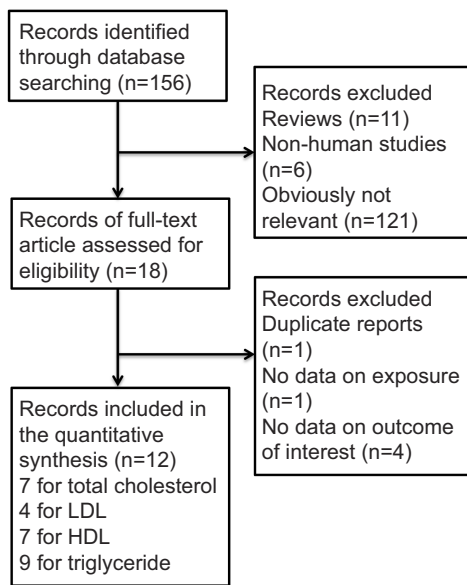 Records identified
through database
searching (n=156)
Records excluded
Reviews (n=11)
Non-human studies
(n=6)
Obviously not
relevant (n=121)
Records of full-text
article assessed for
eligibility (n=18)
Records excluded
Duplicate reports
(n=1)
No data on exposure
(n=1)
No data on outcome
of interest (n=4)
Records included in
the quantitative
synthesis (n=12)
7 for total cholesterol
4 for LDL
7 for HDL
9 for triglyceride